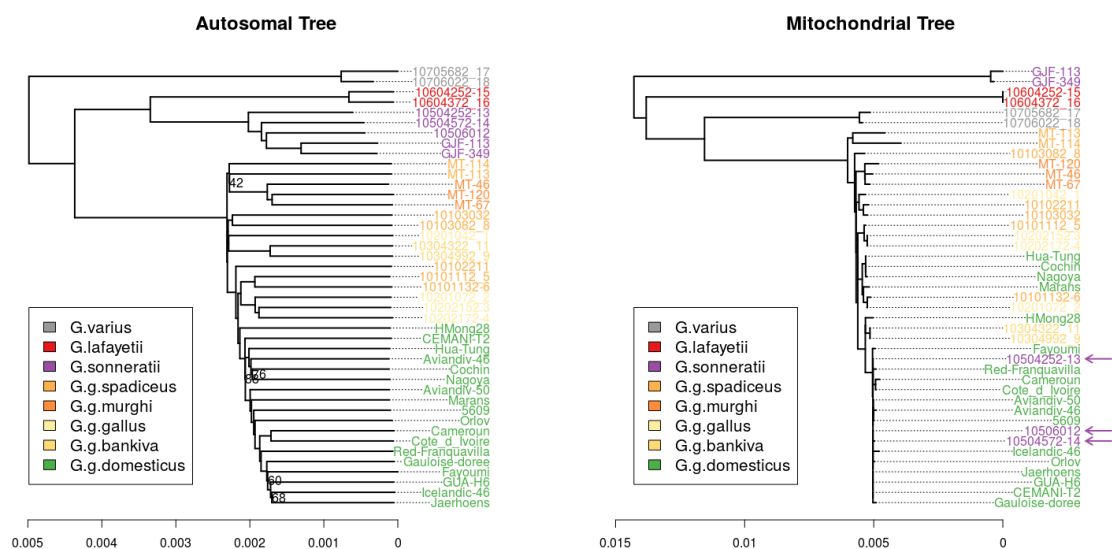 Autosomal Tree
10705682_17
10706022_18
10604252-15
10604372_16
10504252-13
10504572-14
10506012
GJF-113
GJF-349
MT-114
MT-113
42
MT-46
MT-120
MT-67
10103032
10103082_8
10304322_11
10304992_9
10102211
10101112_5
10101132-6
HMong28
CEMANI-T2
Hua-Tung
Aviandiv-46
Cochin
Nagoya
Aviandiv-50
Marans
5609
Orlov
Cameroun
Cote_d_Ivoire
Red-Franquavilla
Gauloise-doree
Fayoumi
60
GUA-H6
Icelandic-46
68
Jaerhoens
G.varius
G.lafayetii
G.sonneratii
G.g.spadiceus
G.g.murghi
G.g.gallus
G.g.bankiva
G.g.domesticus
0.005 0.004 0.003 0.002 0.001 0
Mitochondrial Tree
GJF-113
GJF-349
10604252-15
10604372_16
10705682_17
10706022_18
MT-113
MT-114
10103082_8
MT-120
MT-46
MT-67
10102211
10103032
10101112_5
Hua-Tung
Cochin
Nagoya
Marans
10101132-6
HMong28
10304322_11
10304992_9
Fayoumi
10504252-13
Red-Franquavilla
Cameroun
Cote_d_Ivoire
Aviandiv-50
Aviandiv-46
5609
10506012
10504572-14
Icelandic-46
Orlov
Jaerhoens
GUA-H6
CEMANI-T2
Gauloise-doree
G.varius
G.lafayetii
G.sonneratii
G.g.spadiceus
G.g.murghi
G.g.gallus
G.g.bankiva
G.g.domesticus
0.015 0.01 0.005 0